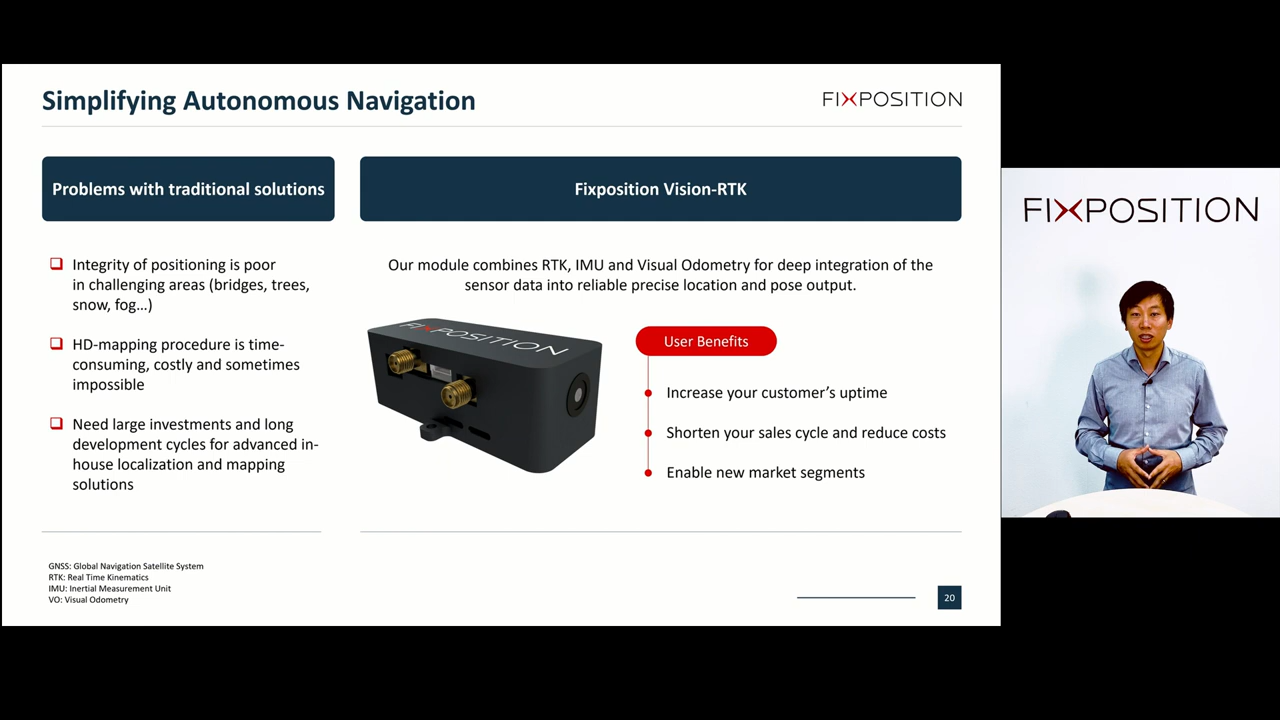 Simplifying Autonomous Navigation
FIXPOSITION
Problems with traditional solutions
Fixposition Vision-RTK
❑ Integrity of positioning is poor
in challenging areas (bridges, trees,
snow, fog…)
❑ HD-mapping procedure is time-
consuming, costly and sometimes
impossible
❑ Need large investments and long
development cycles for advanced in-
house localization and mapping
solutions
Our module combines RTK, IMU and Visual Odometry for deep integration of the
sensor data into reliable precise location and pose output.
FIXPOSITION
User Benefits
Increase your customer’s uptime
Shorten your sales cycle and reduce costs
Enable new market segments
GNSS: Global Navigation Satellite System
RTK: Real Time Kinematics
IMU: Inertial Measurement Unit
VO: Visual Odometry
20
FIXPOSITION